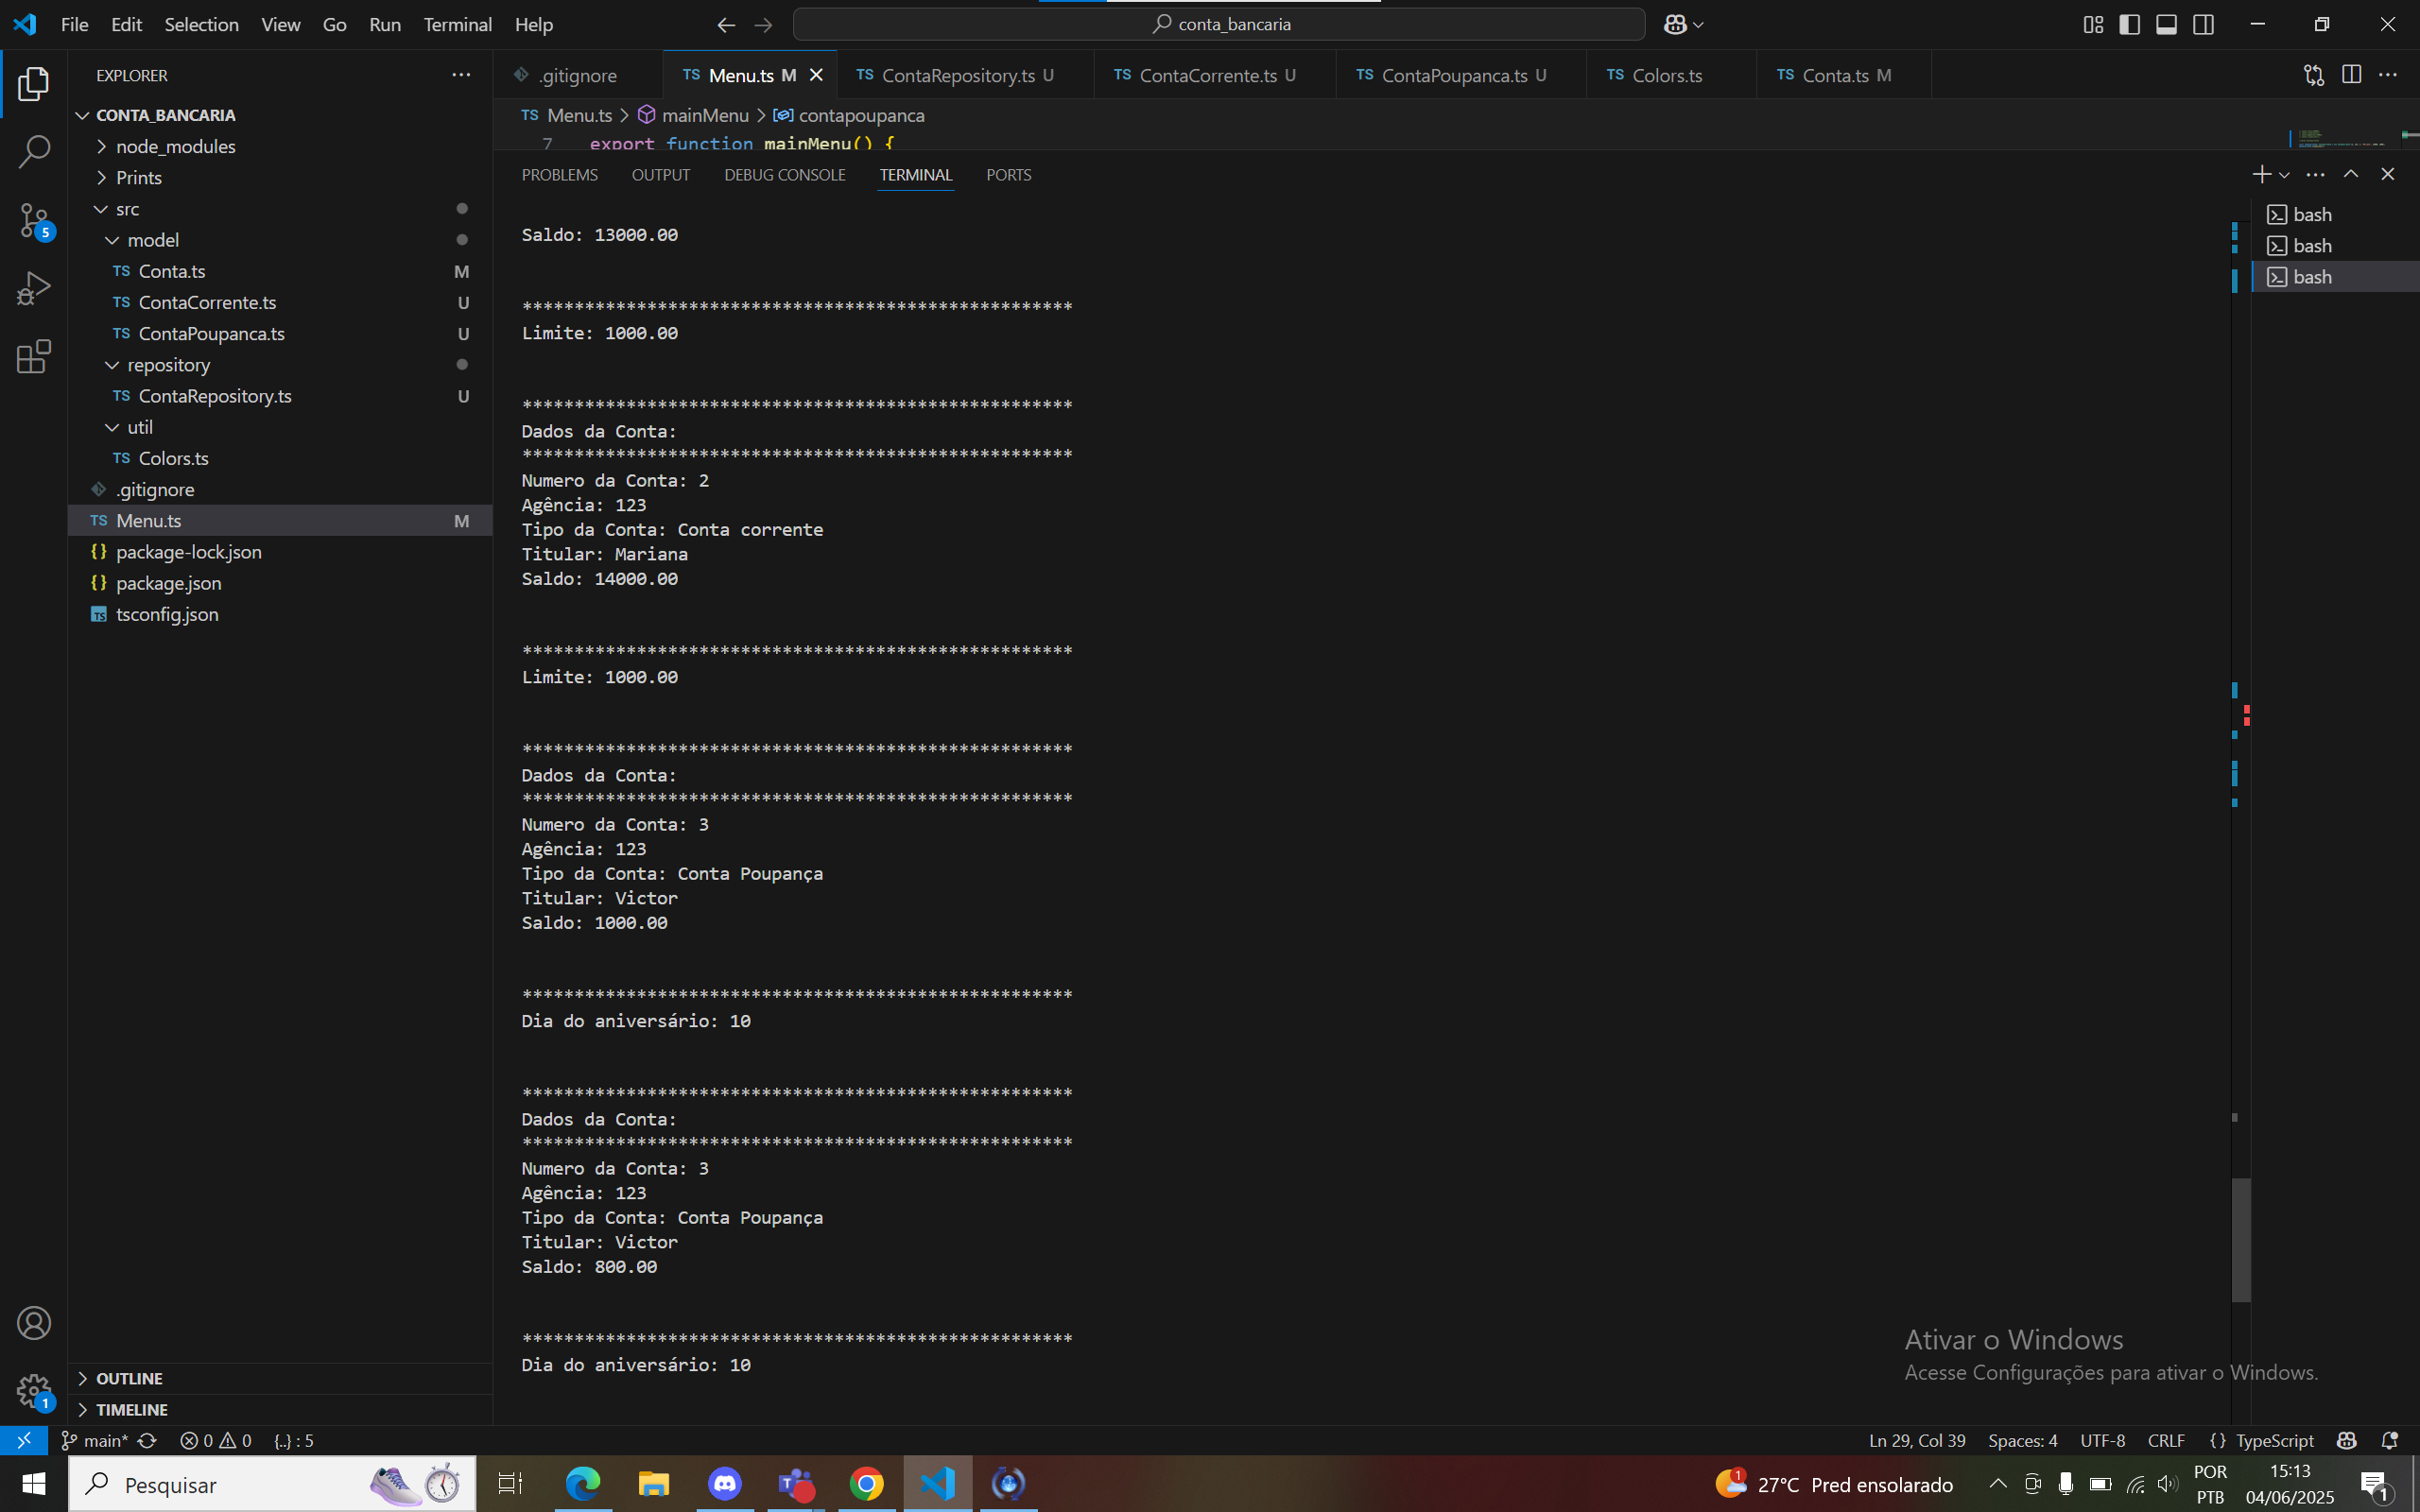 File Edit Selection View Go Run Terminal Help
conta_bancaria
EXPLORER
.gitignore
TS Menu.ts M
TS ContaRepository.ts U
TS ContaCorrente.ts U
TS ContaPoupanca.ts U
TS Colors.ts
TS Conta.ts M
CONTA_BANCARIA
node_modules
Prints
src
model
TS Conta.ts M
TS ContaCorrente.ts U
TS ContaPoupanca.ts U
repository
TS ContaRepository.ts U
util
TS Colors.ts
.gitignore
TS Menu.ts M
{} package-lock.json
{} package.json
TS tsconfig.json
OUTLINE
TIMELINE
5
1
TS Menu.ts > mainMenu > contapoupanca
7 export function mainMenu() {
PROBLEMS OUTPUT DEBUG CONSOLE TERMINAL PORTS
bash
bash
bash
Saldo: 13000.00
*****************************************************
Limite: 1000.00
*****************************************************
Dados da Conta:
*****************************************************
Numero da Conta: 2
Agência: 123
Tipo da Conta: Conta corrente
Titular: Mariana
Saldo: 14000.00
*****************************************************
Limite: 1000.00
*****************************************************
Dados da Conta:
*****************************************************
Numero da Conta: 3
Agência: 123
Tipo da Conta: Conta Poupança
Titular: Victor
Saldo: 1000.00
*****************************************************
Dia do aniversário: 10
*****************************************************
Dados da Conta:
*****************************************************
Numero da Conta: 3
Agência: 123
Tipo da Conta: Conta Poupança
Titular: Victor
Saldo: 800.00
*****************************************************
Dia do aniversário: 10
Ativar o Windows
Acesse Configurações para ativar o Windows.
main* 0 0 {..} : 5
Ln 29, Col 39 Spaces: 4 UTF-8 CRLF {} TypeScript
Pesquisar
1
27°C Pred ensolarado
POR
PTB
15:13
04/06/2025
1